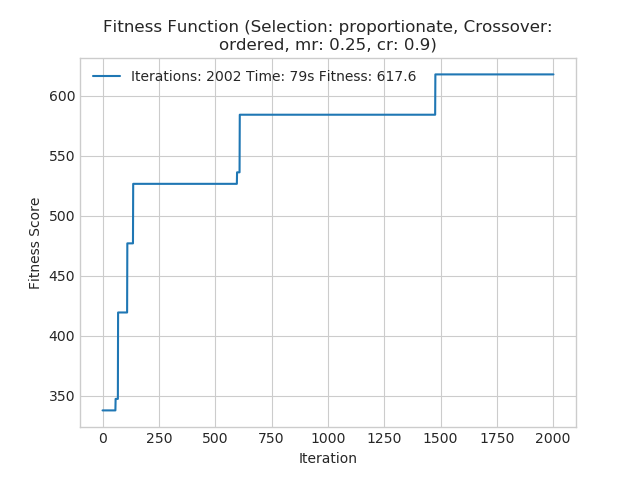 Fitness Function (Selection: proportionate, Crossover:
ordered, mr: 0.25, cr: 0.9)
Iterations: 2002 Time: 79s Fitness: 617.6
600
550
500
450
400
350
Fitness Score
0 250 500 750 1000 1250 1500 1750 2000
Iteration